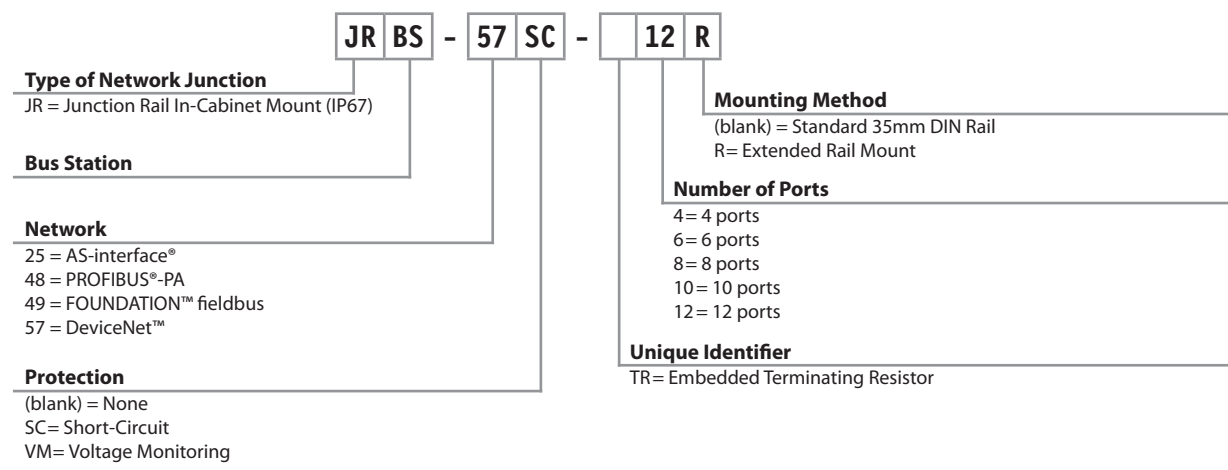 JR BS - 57 SC - 12 R
Type of Network Junction
JR = Junction Rail In-Cabinet Mount (IP67)
Bus Station
Network
25 = AS-interface®
48 = PROFIBUS®-PA
49 = FOUNDATION™ fieldbus
57 = DeviceNet™
Protection
(blank) = None
SC= Short-Circuit
VM= Voltage Monitoring
Mounting Method
(blank) = Standard 35mm DIN Rail
R= Extended Rail Mount
Number of Ports
4= 4 ports
6= 6 ports
8= 8 ports
10= 10 ports
12= 12 ports
Unique Identifier
TR= Embedded Terminating Resistor